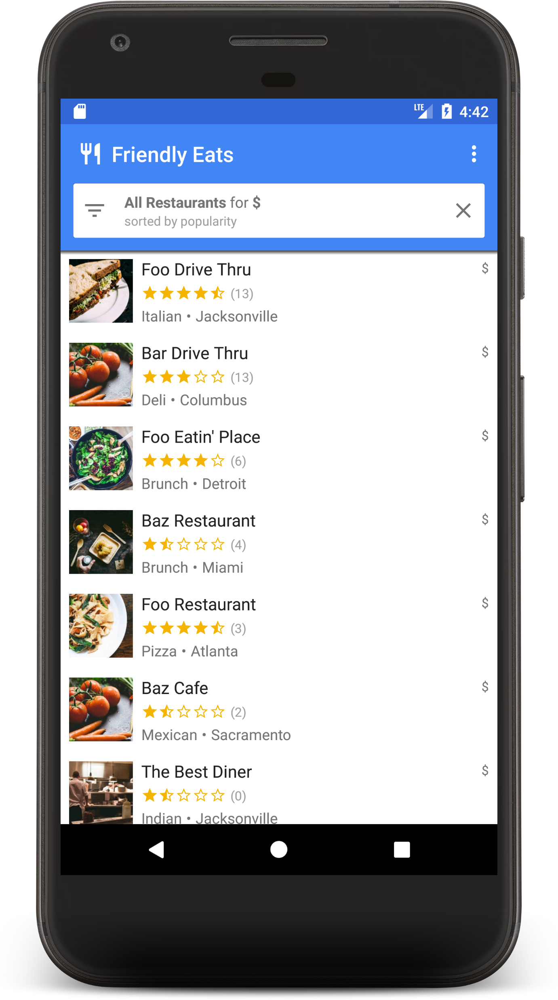 LTE 4:42
Friendly Eats
All Restaurants for $
sorted by popularity
Foo Drive Thru $
(13)
Italian • Jacksonville
Bar Drive Thru $
(13)
Deli • Columbus
Foo Eatin' Place $
(6)
Brunch • Detroit
Baz Restaurant $
(4)
Brunch • Miami
Foo Restaurant $
(3)
Pizza • Atlanta
Baz Cafe $
(2)
Mexican • Sacramento
The Best Diner $
(0)
Indian • Jacksonville